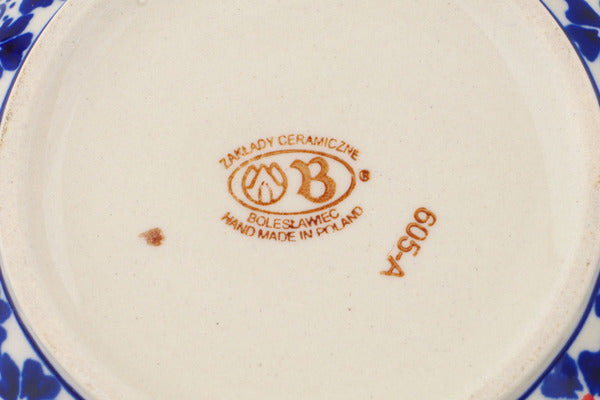 ZAKŁADY CERAMICZNE
B®
BOLESŁAWIEC
HAND MADE IN POLAND
605-A